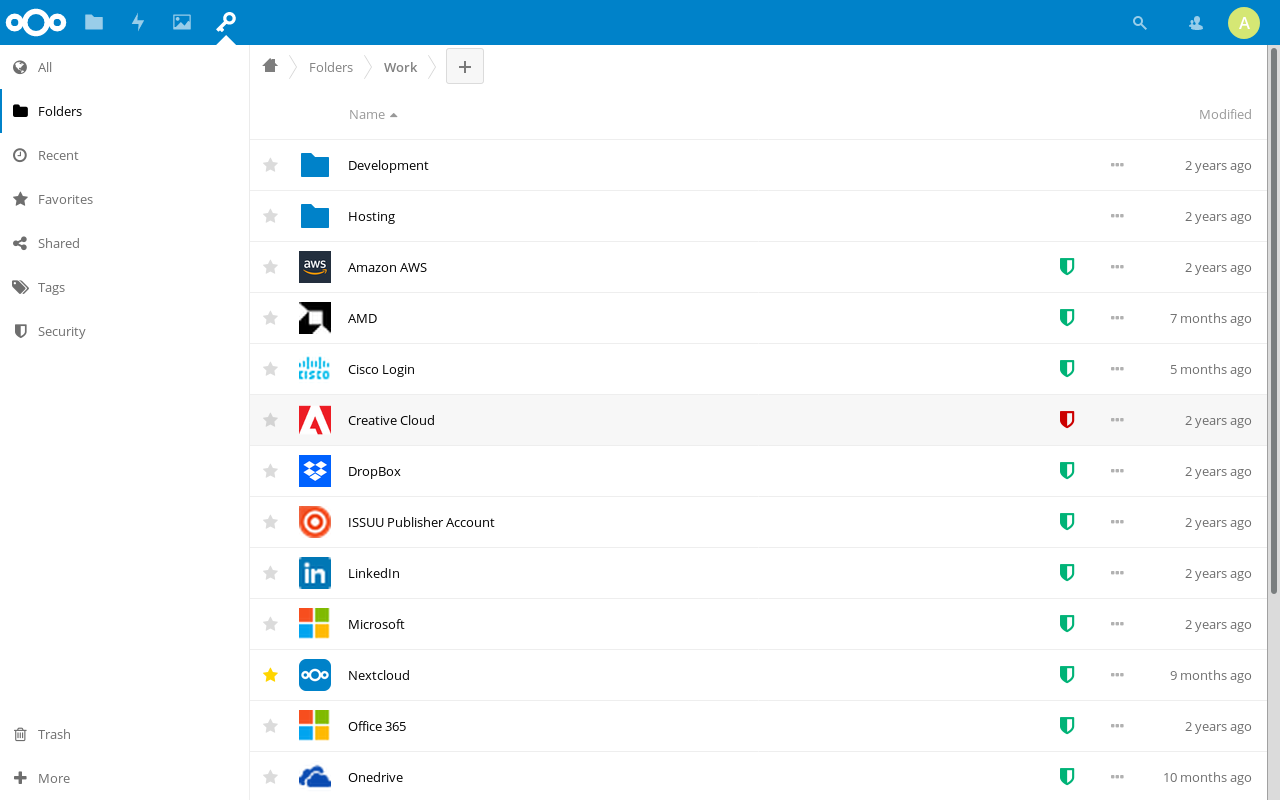 A
All
Folders
Recent
Favorites
Shared
Tags
Security
Trash
More
Folders Work
Name Modified
Development 2 years ago
Hosting 2 years ago
aws Amazon AWS 2 years ago
AMD 7 months ago
CISCO Cisco Login 5 months ago
Creative Cloud 2 years ago
DropBox 2 years ago
ISSUU Publisher Account 2 years ago
in LinkedIn 2 years ago
Microsoft 2 years ago
Nextcloud 9 months ago
Office 365 2 years ago
Onedrive 10 months ago